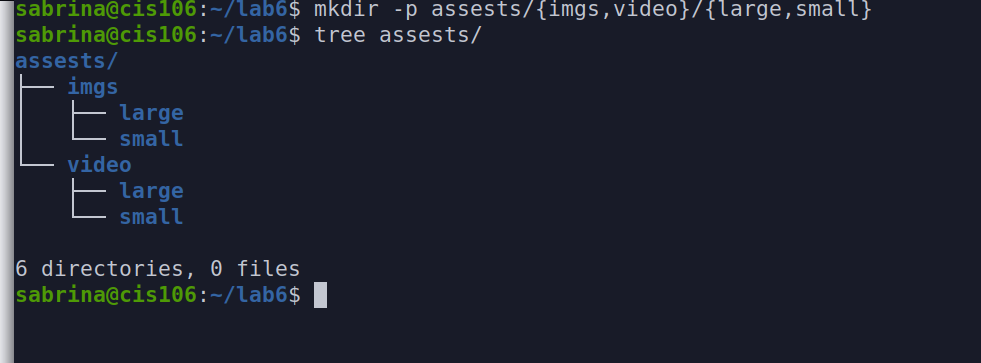 sabrina@cis106:~/lab6$ mkdir -p assests/{imgs,video}/{large,small}
sabrina@cis106:~/lab6$ tree assests/
assests/
├── imgs
│   ├── large
│   └── small
└── video
    ├── large
    └── small
6 directories, 0 files
sabrina@cis106:~/lab6$